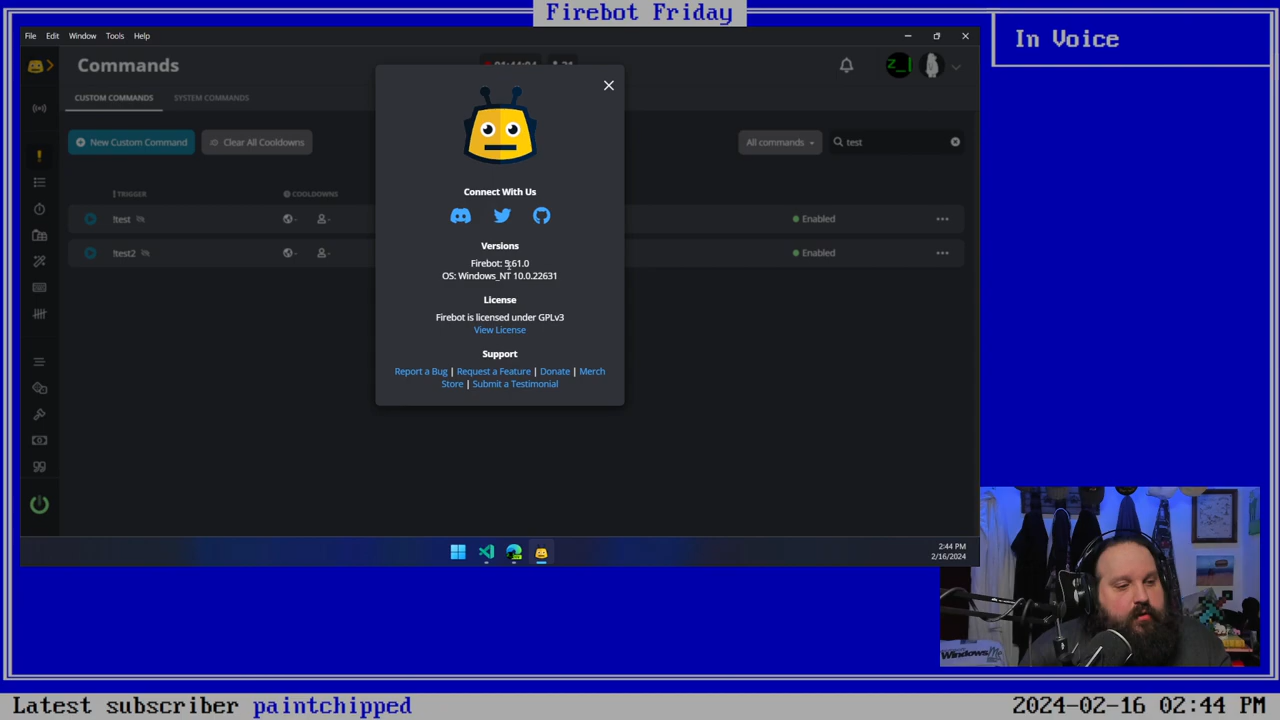 Firebot Friday
In Voice
File Edit Window Tools Help
Commands
CUSTOM COMMANDS SYSTEM COMMANDS
New Custom Command Clear All Cooldowns All commands test
TRIGGER COOLDOWNS
!test Enabled
!test2 Enabled
Connect With Us
Versions
Firebot: 5.61.0
OS: Windows_NT 10.0.22631
License
Firebot is licensed under GPLv3
View License
Support
Report a Bug | Request a Feature | Donate | Merch
Store | Submit a Testimonial
2:44 PM
2/16/2024
Windows Me
Latest subscriber paintchipped
2024-02-16 02:44 PM